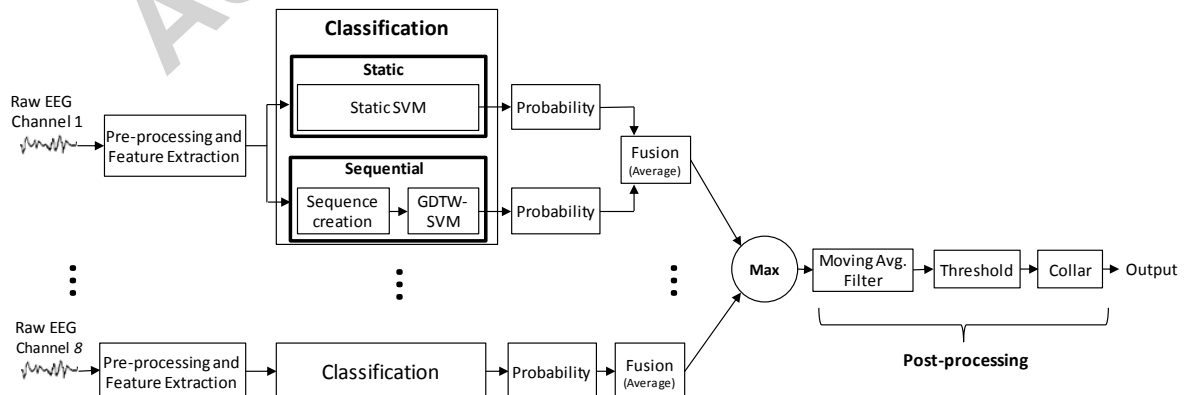 Classification
Static
Static SVM
Raw EEG
Channel 1
Pre-processing and
Feature Extraction
Probability
Fusion
(Average)
Sequential
Sequence
creation
GDTW-
SVM
Probability
Max
Moving Avg.
Filter
Threshold
Collar
Output
Post-processing
Raw EEG
Channel 8
Pre-processing and
Feature Extraction
Classification
Probability
Fusion
(Average)